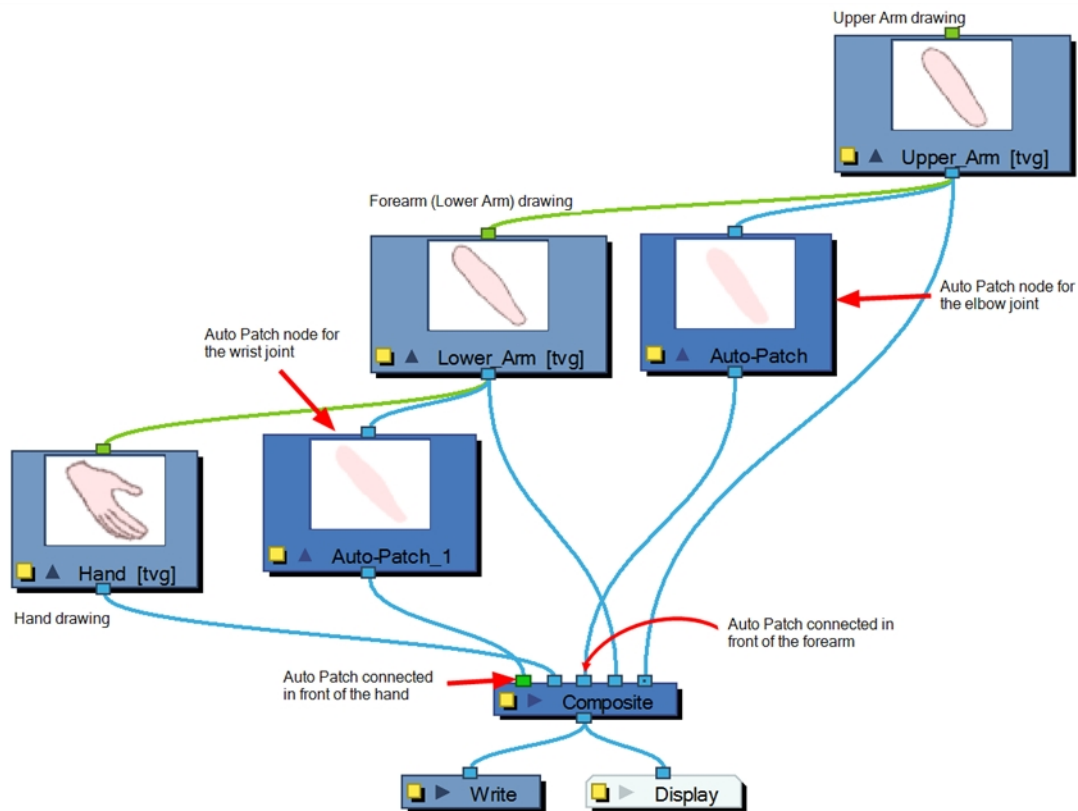 Upper Arm drawing
Upper_Arm [tvg]
Forearm (Lower Arm) drawing
Auto Patch node for
the elbow joint
Auto Patch node for
the wrist joint
Lower_Arm [tvg]
Auto-Patch
Hand [tvg]
Auto-Patch_1
Hand drawing
Auto Patch connected in
front of the forearm
Auto Patch connected
in front of the hand
Composite
Write
Display